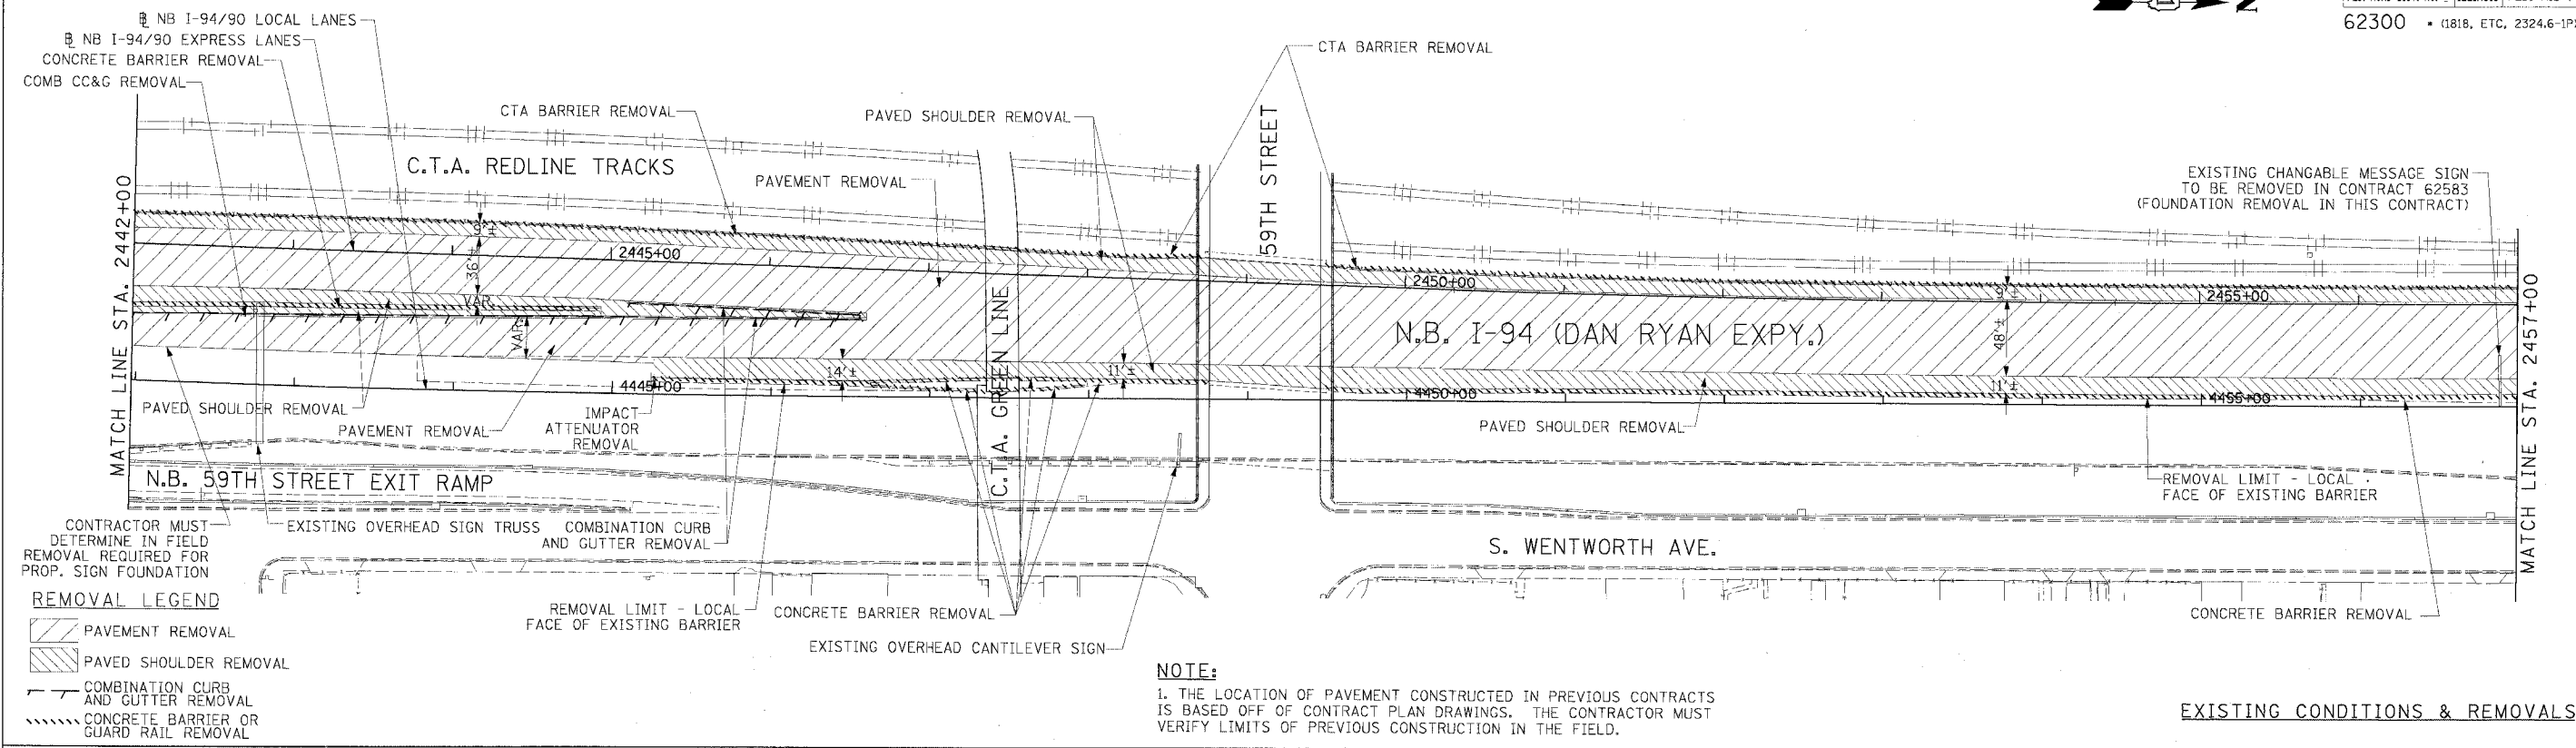 62300 * (1818, ETC, 2324.6-1P)
N
NB I-94/90 LOCAL LANES
NB I-94/90 EXPRESS LANES
CONCRETE BARRIER REMOVAL
COMB CC&G REMOVAL
CTA BARRIER REMOVAL
PAVED SHOULDER REMOVAL
CTA BARRIER REMOVAL
59TH STREET
C.T.A. REDLINE TRACKS
PAVEMENT REMOVAL
EXISTING CHANGABLE MESSAGE SIGN
TO BE REMOVED IN CONTRACT 62583
(FOUNDATION REMOVAL IN THIS CONTRACT)
MATCH LINE STA. 2442+00
9'±
36'±
2445+00
2450+00
9'±
2455+00
VAR.
VAR.
N.B. I-94 (DAN RYAN EXPY.)
48'±
C.T.A. GREEN LINE
14'±
11'±
11'±
4445+00
4450+00
4455+00
MATCH LINE STA. 2457+00
PAVED SHOULDER REMOVAL
IMPACT
ATTENUATOR
REMOVAL
PAVEMENT REMOVAL
PAVED SHOULDER REMOVAL
N.B. 59TH STREET EXIT RAMP
REMOVAL LIMIT - LOCAL
FACE OF EXISTING BARRIER
CONTRACTOR MUST
DETERMINE IN FIELD
REMOVAL REQUIRED FOR
PROP. SIGN FOUNDATION
EXISTING OVERHEAD SIGN TRUSS
COMBINATION CURB
AND GUTTER REMOVAL
S. WENTWORTH AVE.
REMOVAL LIMIT - LOCAL
FACE OF EXISTING BARRIER
CONCRETE BARRIER REMOVAL
CONCRETE BARRIER REMOVAL
EXISTING OVERHEAD CANTILEVER SIGN
REMOVAL LEGEND
PAVEMENT REMOVAL
PAVED SHOULDER REMOVAL
COMBINATION CURB
AND GUTTER REMOVAL
CONCRETE BARRIER OR
GUARD RAIL REMOVAL
NOTE:
1. THE LOCATION OF PAVEMENT CONSTRUCTED IN PREVIOUS CONTRACTS
IS BASED OFF OF CONTRACT PLAN DRAWINGS. THE CONTRACTOR MUST
VERIFY LIMITS OF PREVIOUS CONSTRUCTION IN THE FIELD.
EXISTING CONDITIONS & REMOVALS